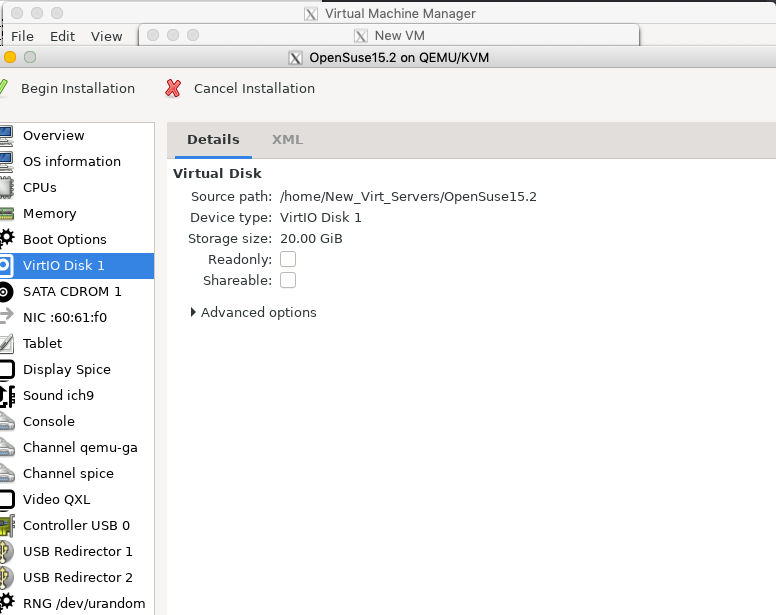 Virtual Machine Manager
File Edit View
New VM
OpenSuse15.2 on QEMU/KVM
Begin Installation Cancel Installation
Overview
OS information
CPUs
Memory
Boot Options
VirtIO Disk 1
SATA CDROM 1
NIC :60:61:f0
Tablet
Display Spice
Sound ich9
Console
Channel qemu-ga
Channel spice
Video QXL
Controller USB 0
USB Redirector 1
USB Redirector 2
RNG /dev/urandom
Details XML
Virtual Disk
Source path: /home/New_Virt_Servers/OpenSuse15.2
Device type: VirtIO Disk 1
Storage size: 20.00 GiB
Readonly:
Shareable:
Advanced options